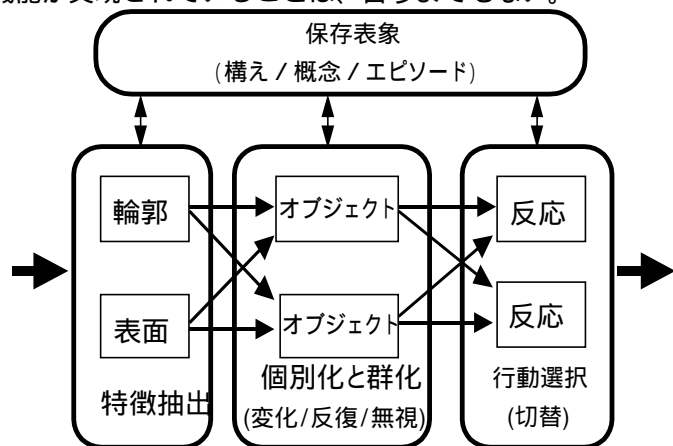 機能が実現されていることは、言うまでもない。
保存表象
(構え / 概念 / エピソード)
輪郭
オブジェクト
反応
表面
オブジェクト
反応
特徴抽出
個別化と群化
(変化/反復/無視)
行動選択
(切替)